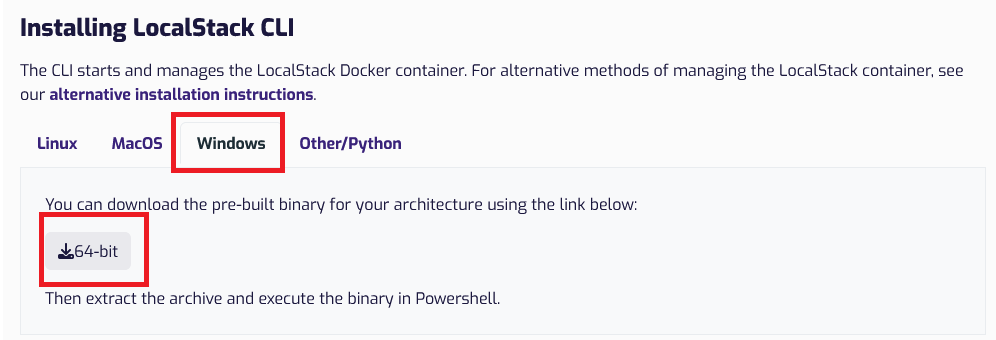 Installing LocalStack CLI
The CLI starts and manages the LocalStack Docker container. For alternative methods of managing the LocalStack container, see
our alternative installation instructions.
Linux MacOS Windows Other/Python
You can download the pre-built binary for your architecture using the link below:
64-bit
Then extract the archive and execute the binary in Powershell.